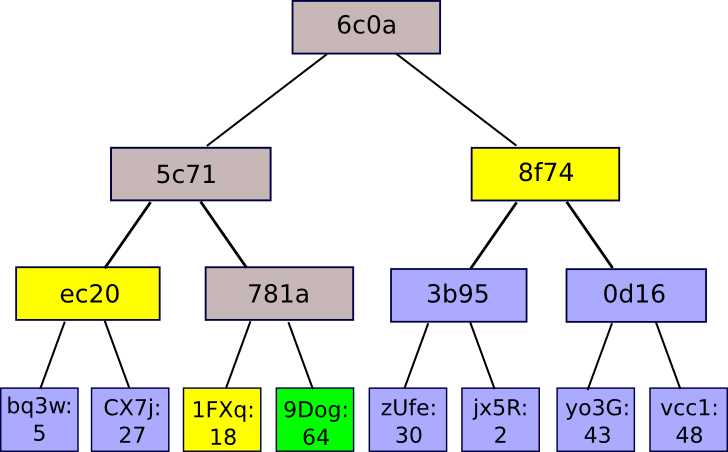 6c0a
5c71
8f74
ec20
781a
3b95
0d16
bq3w:
5
CX7j:
27
1FXq:
18
9Dog:
64
zUfe:
30
jx5R:
2
yo3G:
43
vcc1:
48